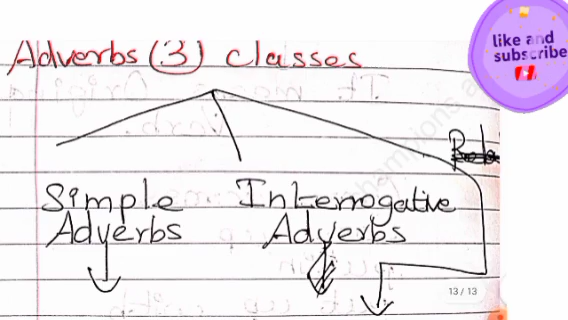 Adverbs (3) classes
like and
subscribe
Simple
Adverbs
Interrogative
Adverbs
13 / 13